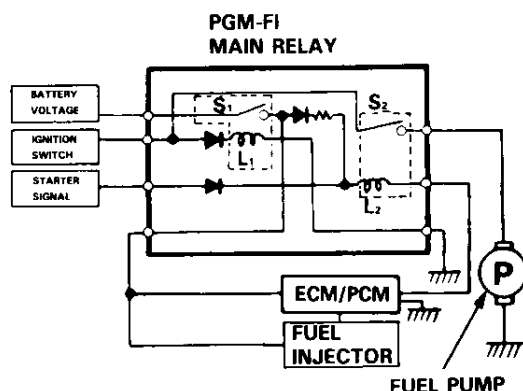 PGM-FI
MAIN RELAY
BATTERY
VOLTAGE
IGNITION
SWITCH
STARTER
SIGNAL
S1
L1
S2
L2
ECM/PCM
FUEL
INJECTOR
P
FUEL PUMP